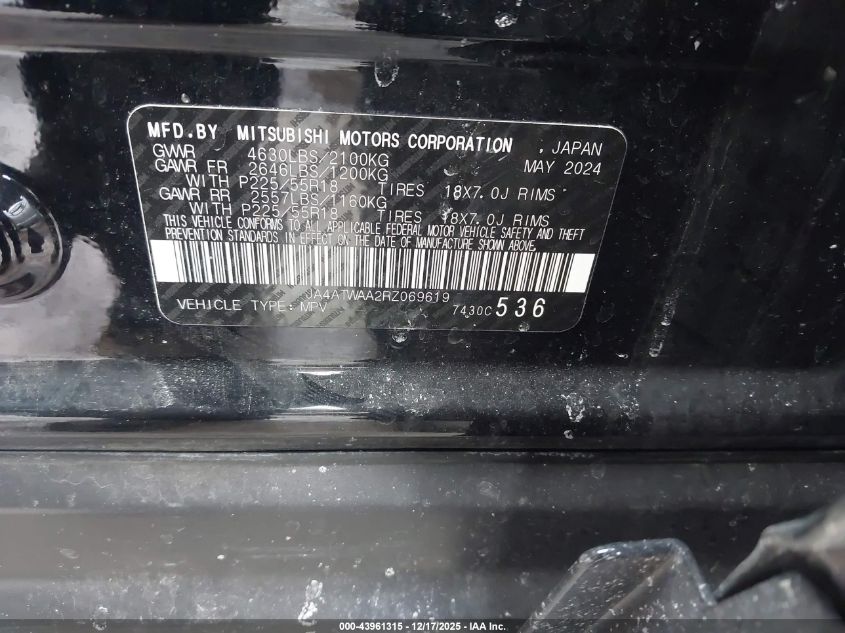 MFD.BY MITSUBISHI MOTORS CORPORATION , JAPAN
GVWR 4630LBS/2100KG MAY 2024
GAWR FR 2646LBS/1200KG
WITH P225/55R18 TIRES 18X7.0J RIMS
GAWR RR 2557LBS/1160KG
WITH P225/55R18 TIRES 18X7.0J RIMS
THIS VEHICLE CONFORMS TO ALL APPLICABLE FEDERAL MOTOR VEHICLE SAFETY AND THEFT
PREVENTION STANDARDS IN EFFECT ON THE DATE OF MANUFACTURE SHOWN ABOVE.
JA4ATWAA2RZ069619
VEHICLE TYPE: MPV 7430C 536
000-43961315 - 12/17/2025 - IAA Inc.